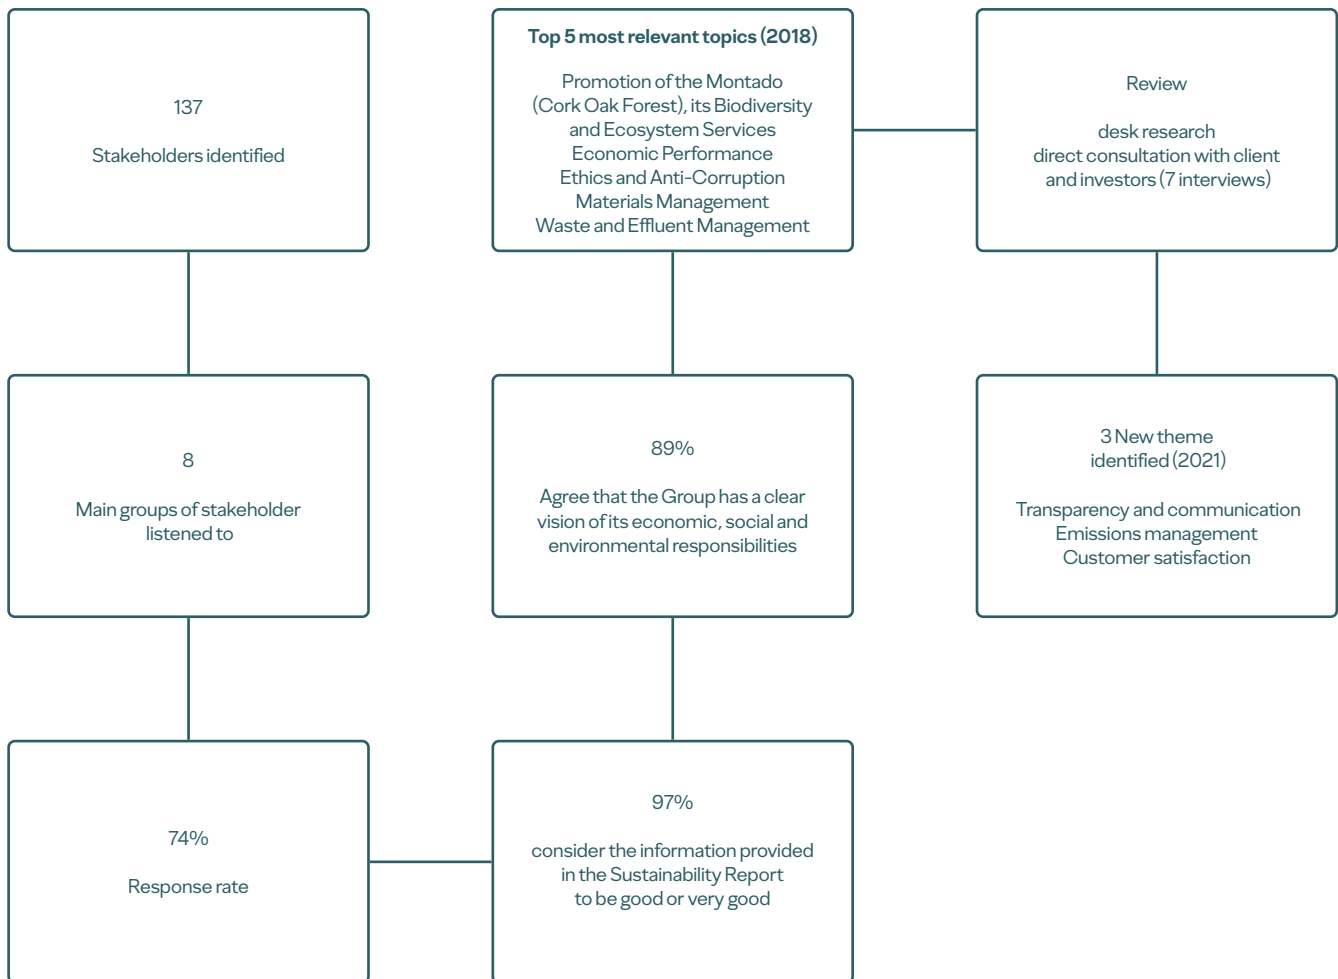 137
Stakeholders identified
8
Main groups of stakeholder
listened to
74%
Response rate
Top 5 most relevant topics (2018)
Promotion of the Montado
(Cork Oak Forest), its Biodiversity
and Ecosystem Services
Economic Performance
Ethics and Anti-Corruption
Materials Management
Waste and Effluent Management
89%
Agree that the Group has a clear
vision of its economic, social and
environmental responsibilities
97%
consider the information provided
in the Sustainability Report
to be good or very good
Review
desk research
direct consultation with client
and investors (7 interviews)
3 New theme
identified (2021)
Transparency and communication
Emissions management
Customer satisfaction